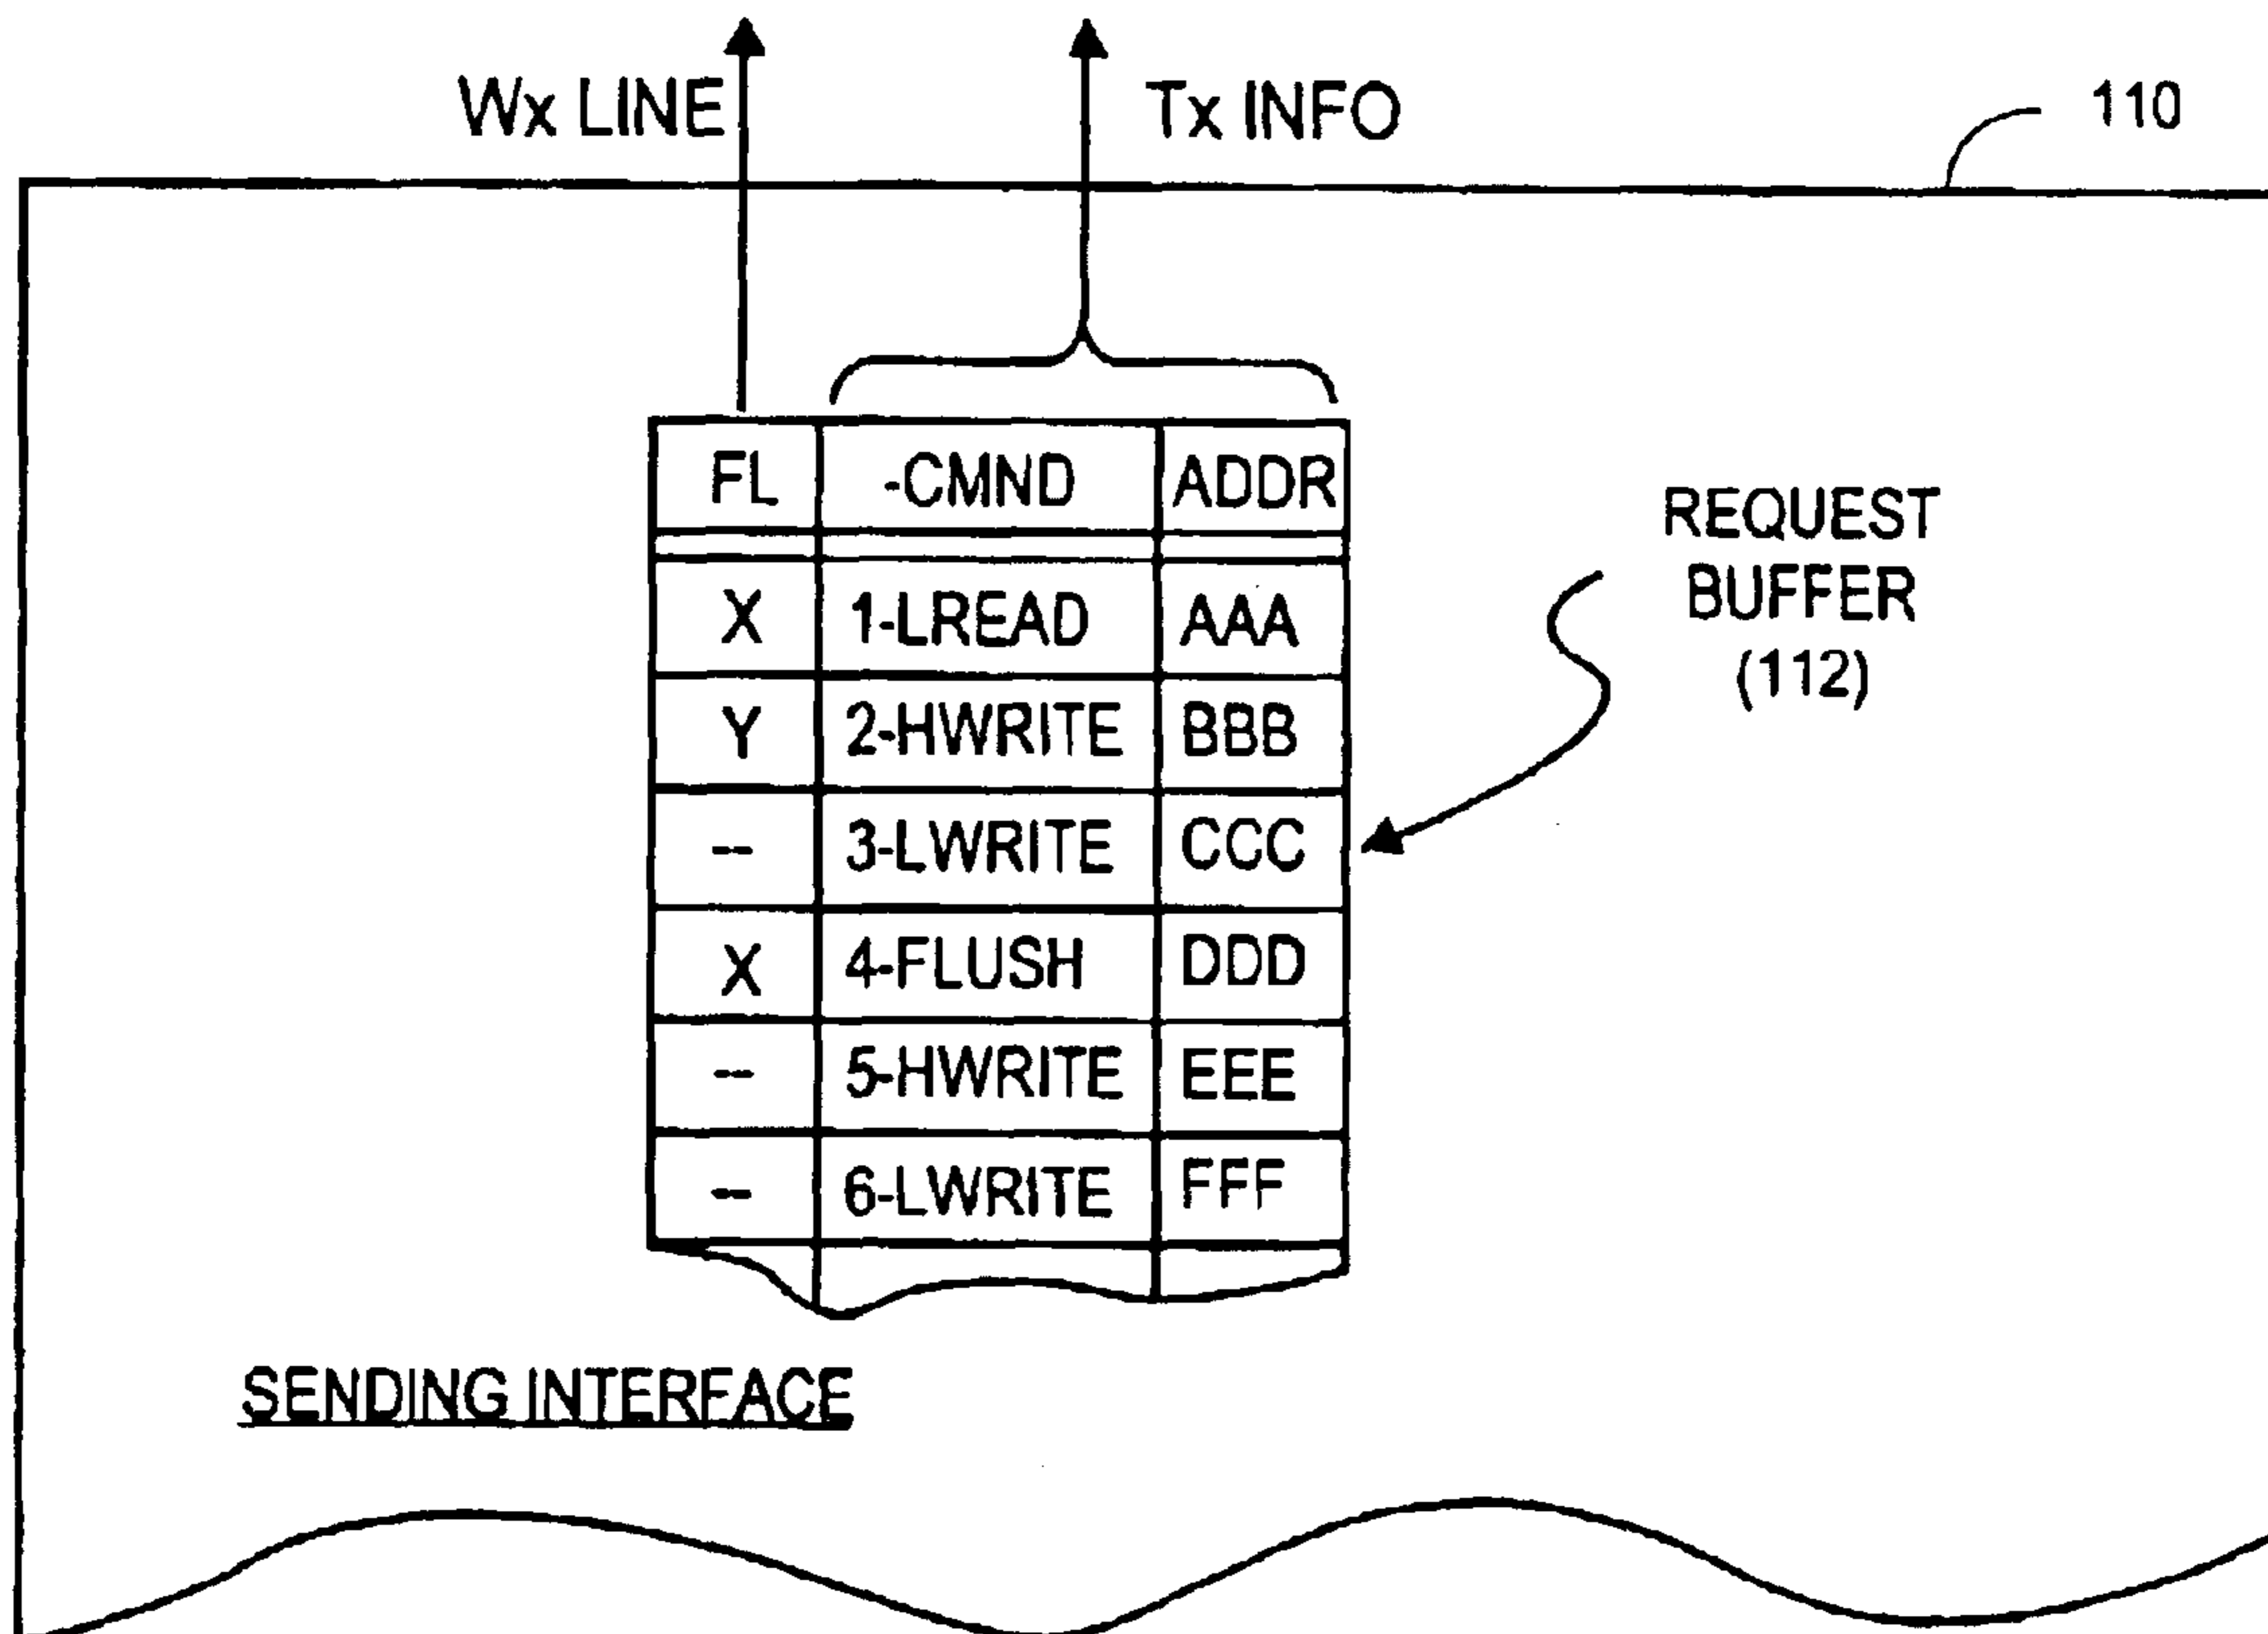 Wx LINE
Tx INFO
110
FL -CMND ADDR
X 1-LREAD AAA
Y 2-HWRITE BBB
-- 3-LWRITE CCC
X 4-FLUSH DDD
-- 5-HWRITE EEE
-- 6-LWRITE FFF
REQUEST
BUFFER
(112)
SENDING INTERFACE